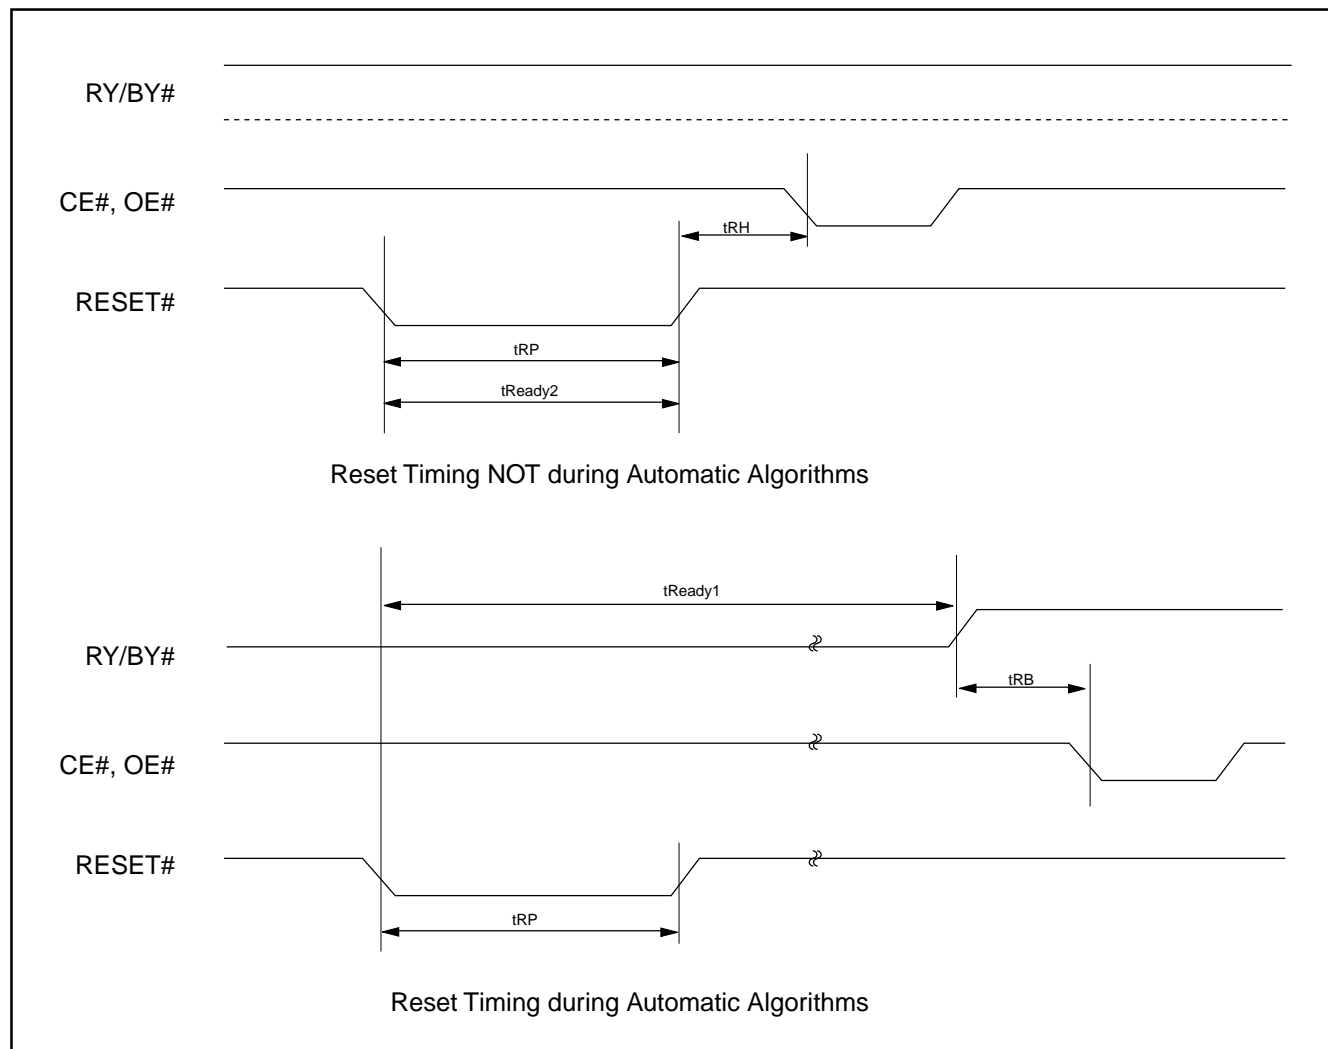 RY/BY#
CE#, OE#
tRH
RESET#
tRP
tReady2
Reset Timing NOT during Automatic Algorithms
tReady1
RY/BY#
tRB
CE#, OE#
RESET#
tRP
Reset Timing during Automatic Algorithms